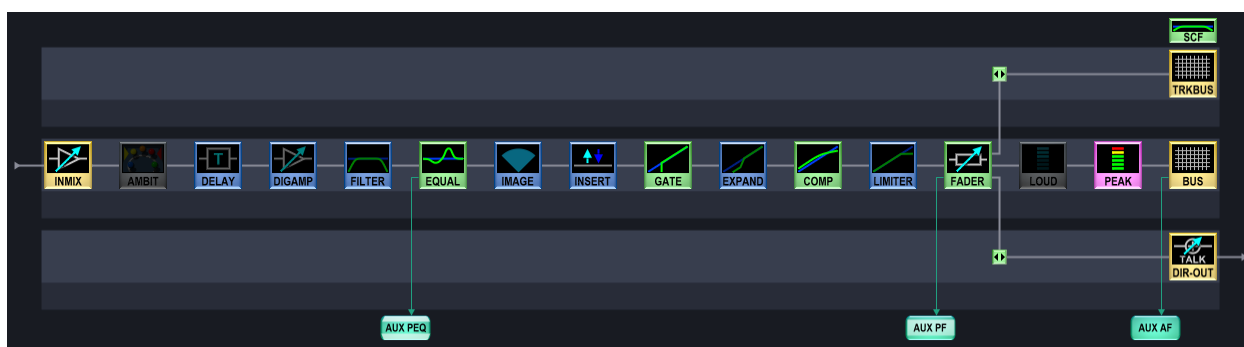 SCF
TRKBUS
INMIX AMBIT DELAY DIGAMP FILTER EQUAL IMAGE INSERT GATE EXPAND COMP LIMITER FADER LOUD PEAK BUS
T
TALK
DIR-OUT
AUX PEQ AUX PF AUX AF